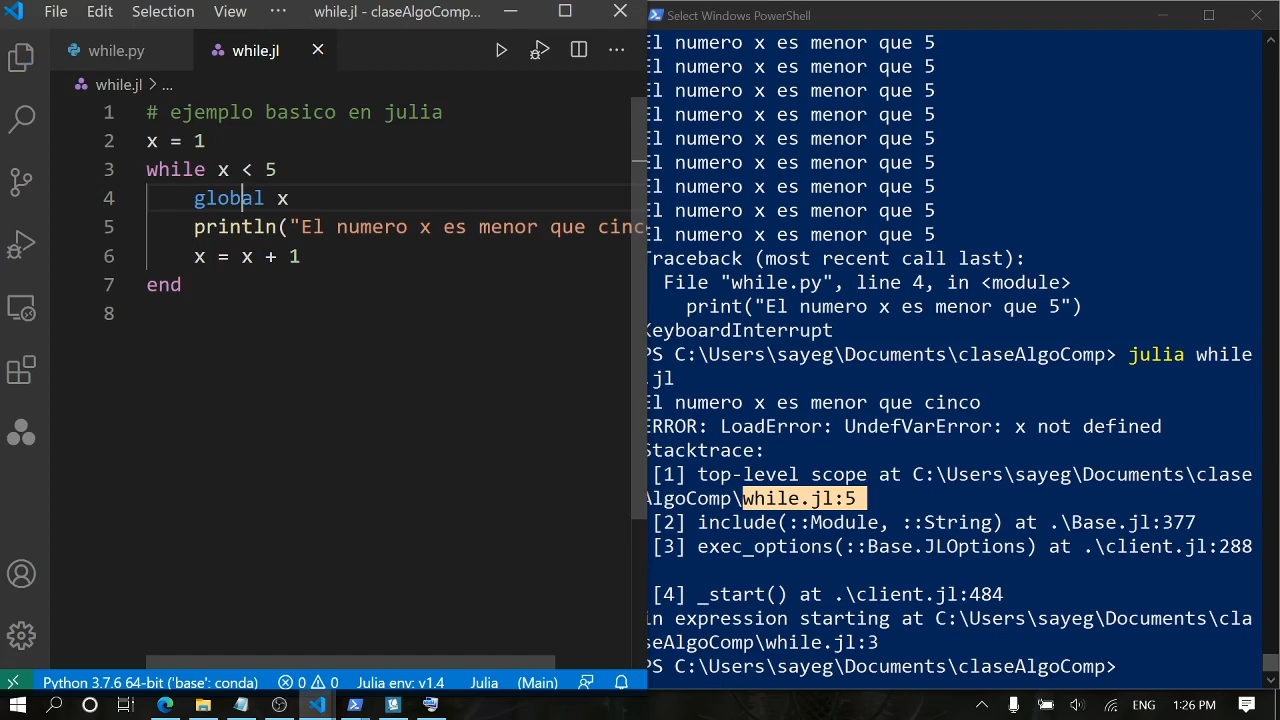 File Edit Selection View ··· while.jl - claseAlgoComp...
while.py while.jl
while.jl > ...
1 # ejemplo basico en julia
2 x = 1
3 while x < 5
4 global x
5 println("El numero x es menor que cinc
6 x = x + 1
7 end
8
Python 3.7.6 64-bit ('base': conda) 0 0 Julia env: v1.4 Julia (Main)
Select Windows PowerShell
El numero x es menor que 5
El numero x es menor que 5
El numero x es menor que 5
El numero x es menor que 5
El numero x es menor que 5
El numero x es menor que 5
El numero x es menor que 5
El numero x es menor que 5
El numero x es menor que 5
Traceback (most recent call last):
File "while.py", line 4, in <module>
print("El numero x es menor que 5")
KeyboardInterrupt
PS C:\Users\sayeg\Documents\claseAlgoComp> julia while
.jl
El numero x es menor que cinco
ERROR: LoadError: UndefVarError: x not defined
Stacktrace:
[1] top-level scope at C:\Users\sayeg\Documents\clase
AlgoComp\while.jl:5
[2] include(::Module, ::String) at .\Base.jl:377
[3] exec_options(::Base.JLOptions) at .\client.jl:288
[4] _start() at .\client.jl:484
in expression starting at C:\Users\sayeg\Documents\cla
seAlgoComp\while.jl:3
PS C:\Users\sayeg\Documents\claseAlgoComp>
ENG 1:26 PM